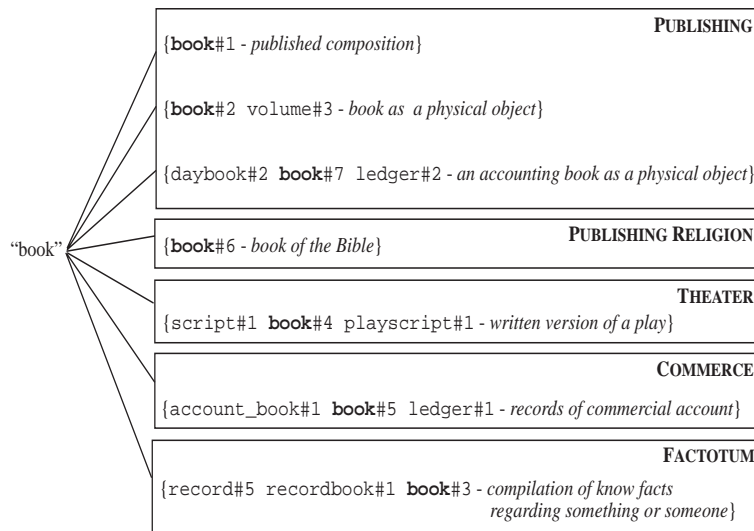 PUBLISHING
{book#1 - published composition}
{book#2 volume#3 - book as a physical object}
{daybook#2 book#7 ledger#2 - an accounting book as a physical object}
“book”
PUBLISHING RELIGION
{book#6 - book of the Bible}
THEATER
{script#1 book#4 playscript#1 - written version of a play}
COMMERCE
{account_book#1 book#5 ledger#1 - records of commercial account}
FACTOTUM
{record#5 recordbook#1 book#3 - compilation of know facts
regarding something or someone}